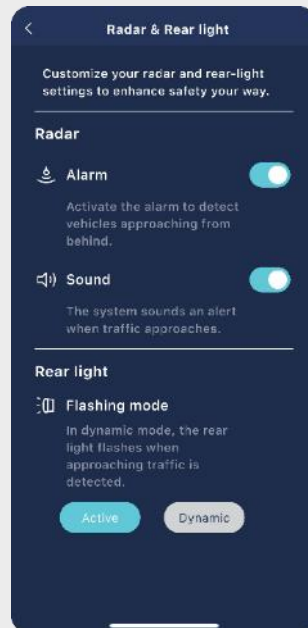 Radar & Rear light
Customize your radar and rear-light
settings to enhance safety your way.
Radar
Alarm
Activate the alarm to detect
vehicles approaching from
behind.
Sound
The system sounds an alert
when traffic approaches.
Rear light
Flashing mode
In dynamic mode, the rear
light flashes when
approaching traffic is
detected.
Active
Dynamic